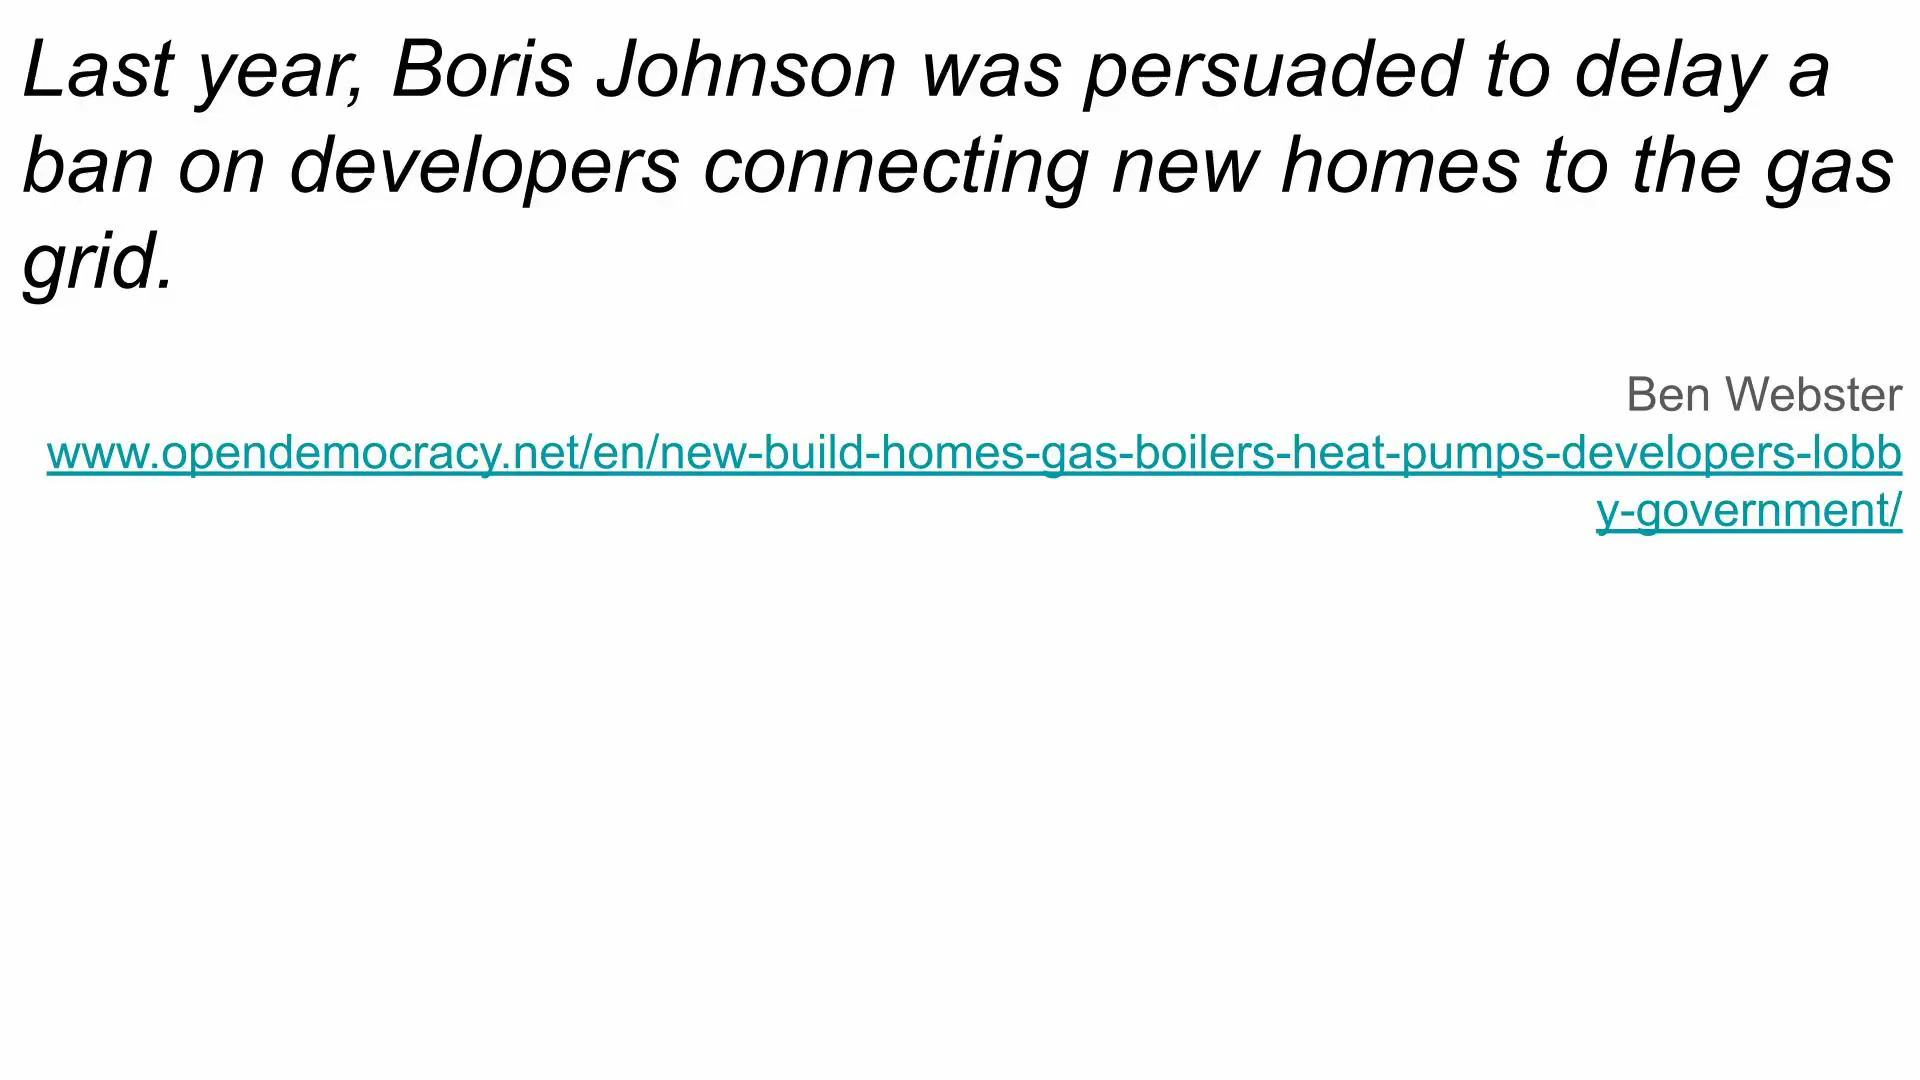 Last year, Boris Johnson was persuaded to delay a
ban on developers connecting new homes to the gas
grid.
Ben Webster
www.opendemocracy.net/en/new-build-homes-gas-boilers-heat-pumps-developers-lobb
y-government/